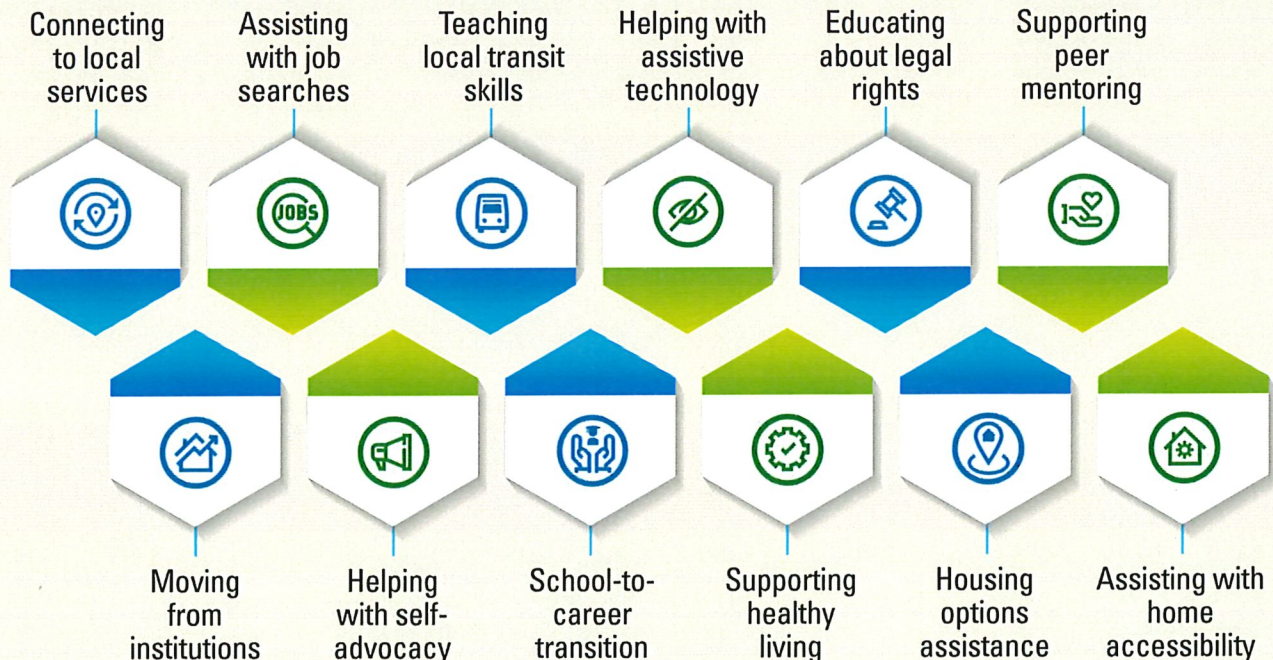 Connecting
to local
services
Assisting
with job
searches
Teaching
local transit
skills
Helping with
assistive
technology
Educating
about legal
rights
Supporting
peer
mentoring
JOBS
Moving
from
institutions
Helping
with self-
advocacy
School-to-
career
transition
Supporting
healthy
living
Housing
options
assistance
Assisting with
home
accessibility